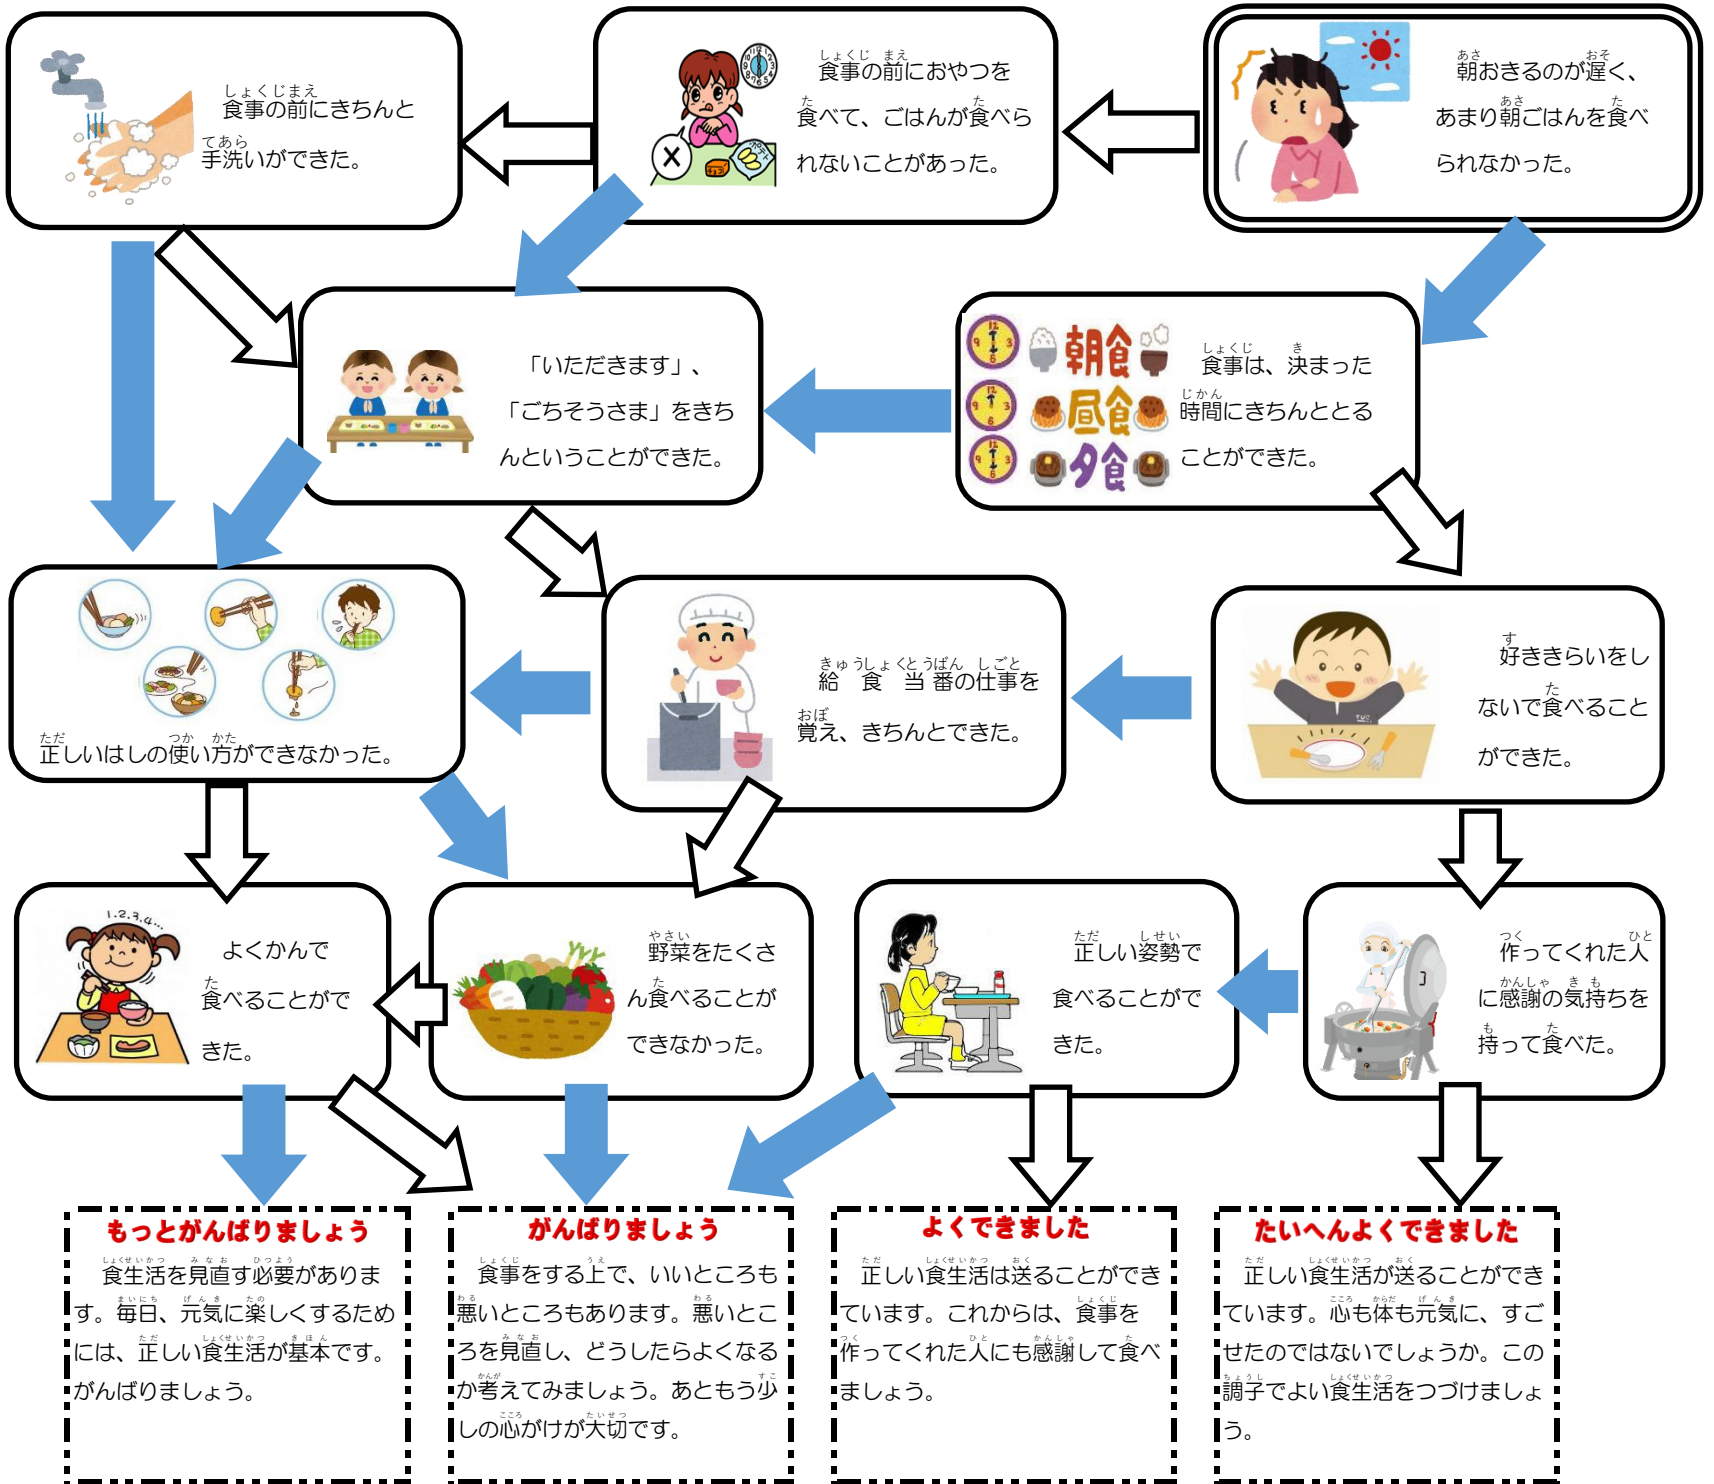 食事の前にきちんと
手洗いができた。
食事の前におやつを
食べて、ごはんが食べら
れないことがあった。
朝おきるのが遅く、
あまり朝ごはんを食べ
られなかった。
「いただきます」、
「ごちそうさま」をきち
んということができた。
朝食
昼食
夕食
食事は、決まった
時間にきちんととる
ことができた。
正しいはしの使い方ができなかった。
給食当番の仕事を
覚え、きちんとできた。
好ききらいをし
ないで食べること
ができた。
1.2.3.4...
よくかんで
食べることがで
きた。
野菜をたくさ
ん食べることが
できなかった。
正しい姿勢で
食べることがで
きた。
作ってくれた人
に感謝の気持ちを
持って食べた。
もっとがんばりましょう
食生活を見直す必要がありま
す。毎日、元気に楽しくするため
には、正しい食生活が基本です。
がんばりましょう。
がんばりましょう
食事をする上で、いいところも
悪いところもあります。悪いとこ
ろを見直し、どうしたらよくなる
か考えてみましょう。あともう少
しの心がけが大切です。
よくできました
正しい食生活は送ることができ
ています。これからは、食事を
作ってくれた人にも感謝して食べ
ましょう。
たいへんよくできました
正しい食生活が送ることができ
ています。心も体も元気に、すご
せたのではないでしょうか。この
調子でよい食生活をつづけましょ
う。